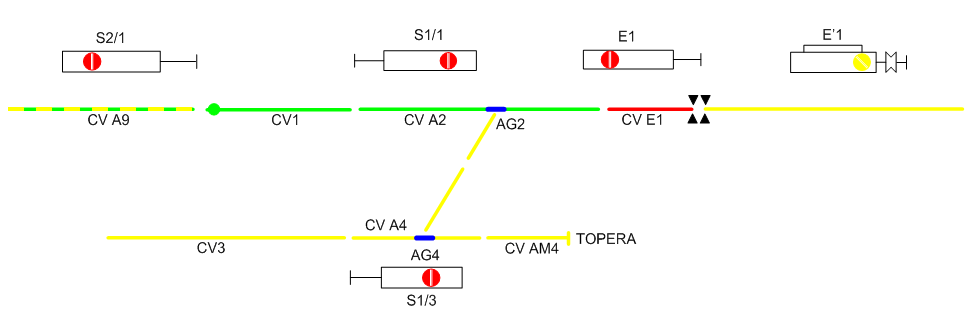 S2/1
S1/1
E1
E'1
CV A9
CV1
CV A2
AG2
CV E1
CV A4
CV3
AG4
CV AM4
TOPERA
S1/3